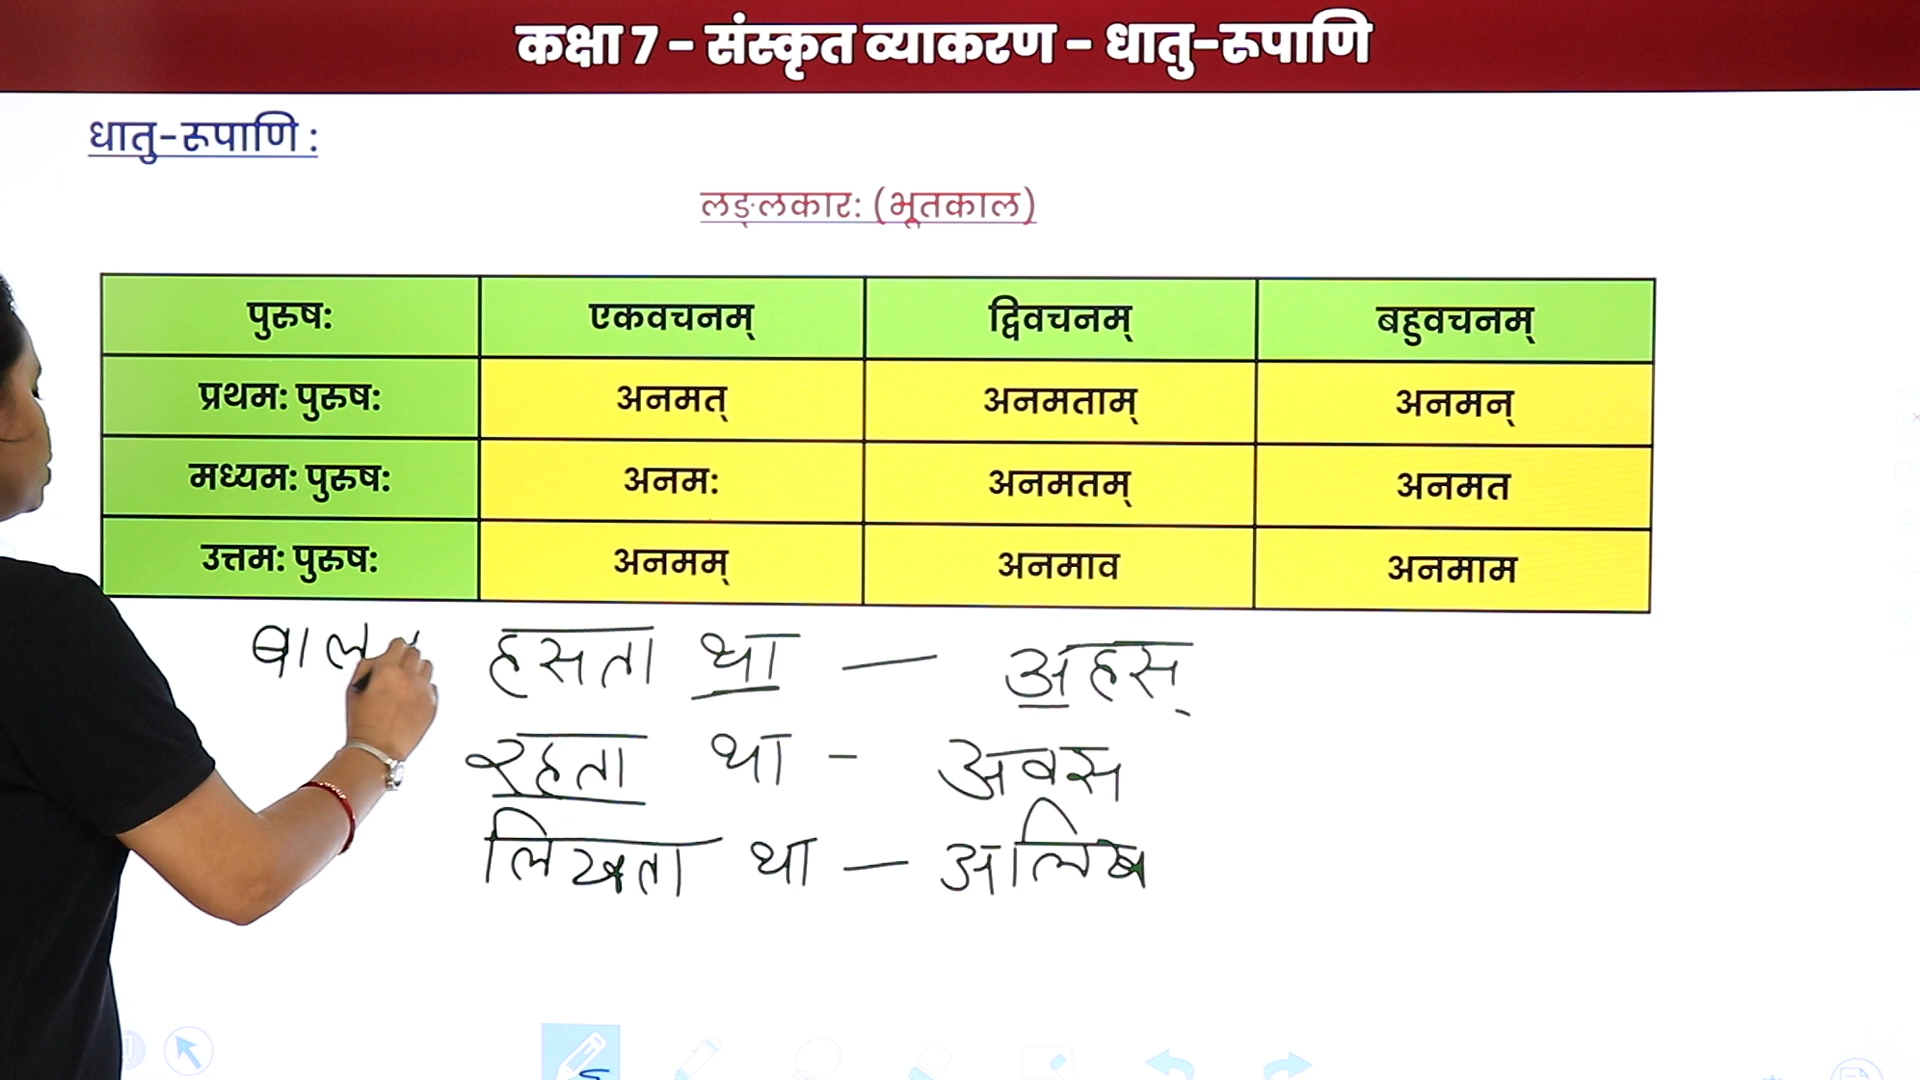 कक्षा 7 - संस्कृत व्याकरण - धातु-रूपाणि
धातु-रूपाणि :
लङ्लकार: (भूतकाल)
पुरुष: एकवचनम् द्विवचनम् बहुवचनम्
प्रथम: पुरुष: अनमत् अनमताम् अनमन्
मध्यम: पुरुष: अनम: अनमतम् अनमत
उत्तम: पुरुष: अनमम् अनमाव अनमाम
हसता था — अहस्
रहता था - अवस
लिखता था — अलिख